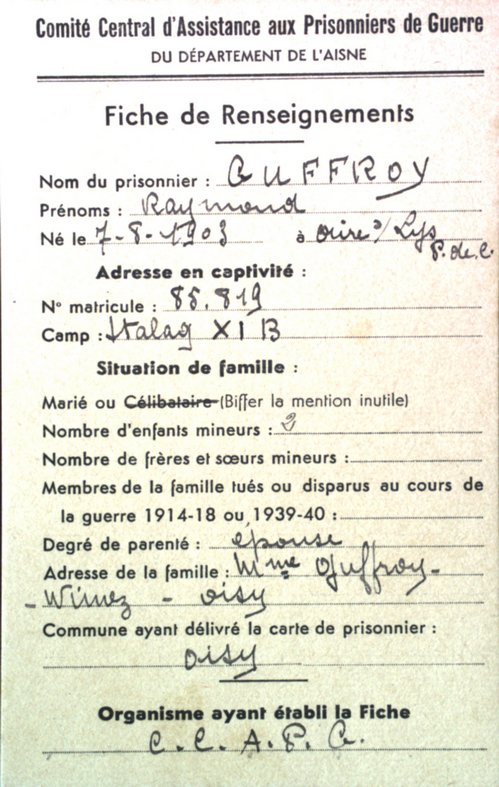 Comité Central d'Assistance aux Prisonniers de Guerre
DU DÉPARTEMENT DE L'AISNE
Fiche de Renseignements
Nom du prisonnier : GUFFROY
Prénoms : Raymond
Né le 7-8-1903 à Aire s/ Lys
P. de C.
Adresse en captivité :
N° matricule : 85.819
Camp : Stalag XI B
Situation de famille :
Marié ou Célibataire (Biffer la mention inutile)
Nombre d'enfants mineurs : 2
Nombre de frères et sœurs mineurs :
Membres de la famille tués ou disparus au cours de
la guerre 1914-18 ou 1939-40 :
Degré de parenté : épouse
Adresse de la famille : Mme Guffroy-
- - Oisy
Commune ayant délivré la carte de prisonnier :
Oisy
Organisme ayant établi la Fiche
C. C. A. P. G.